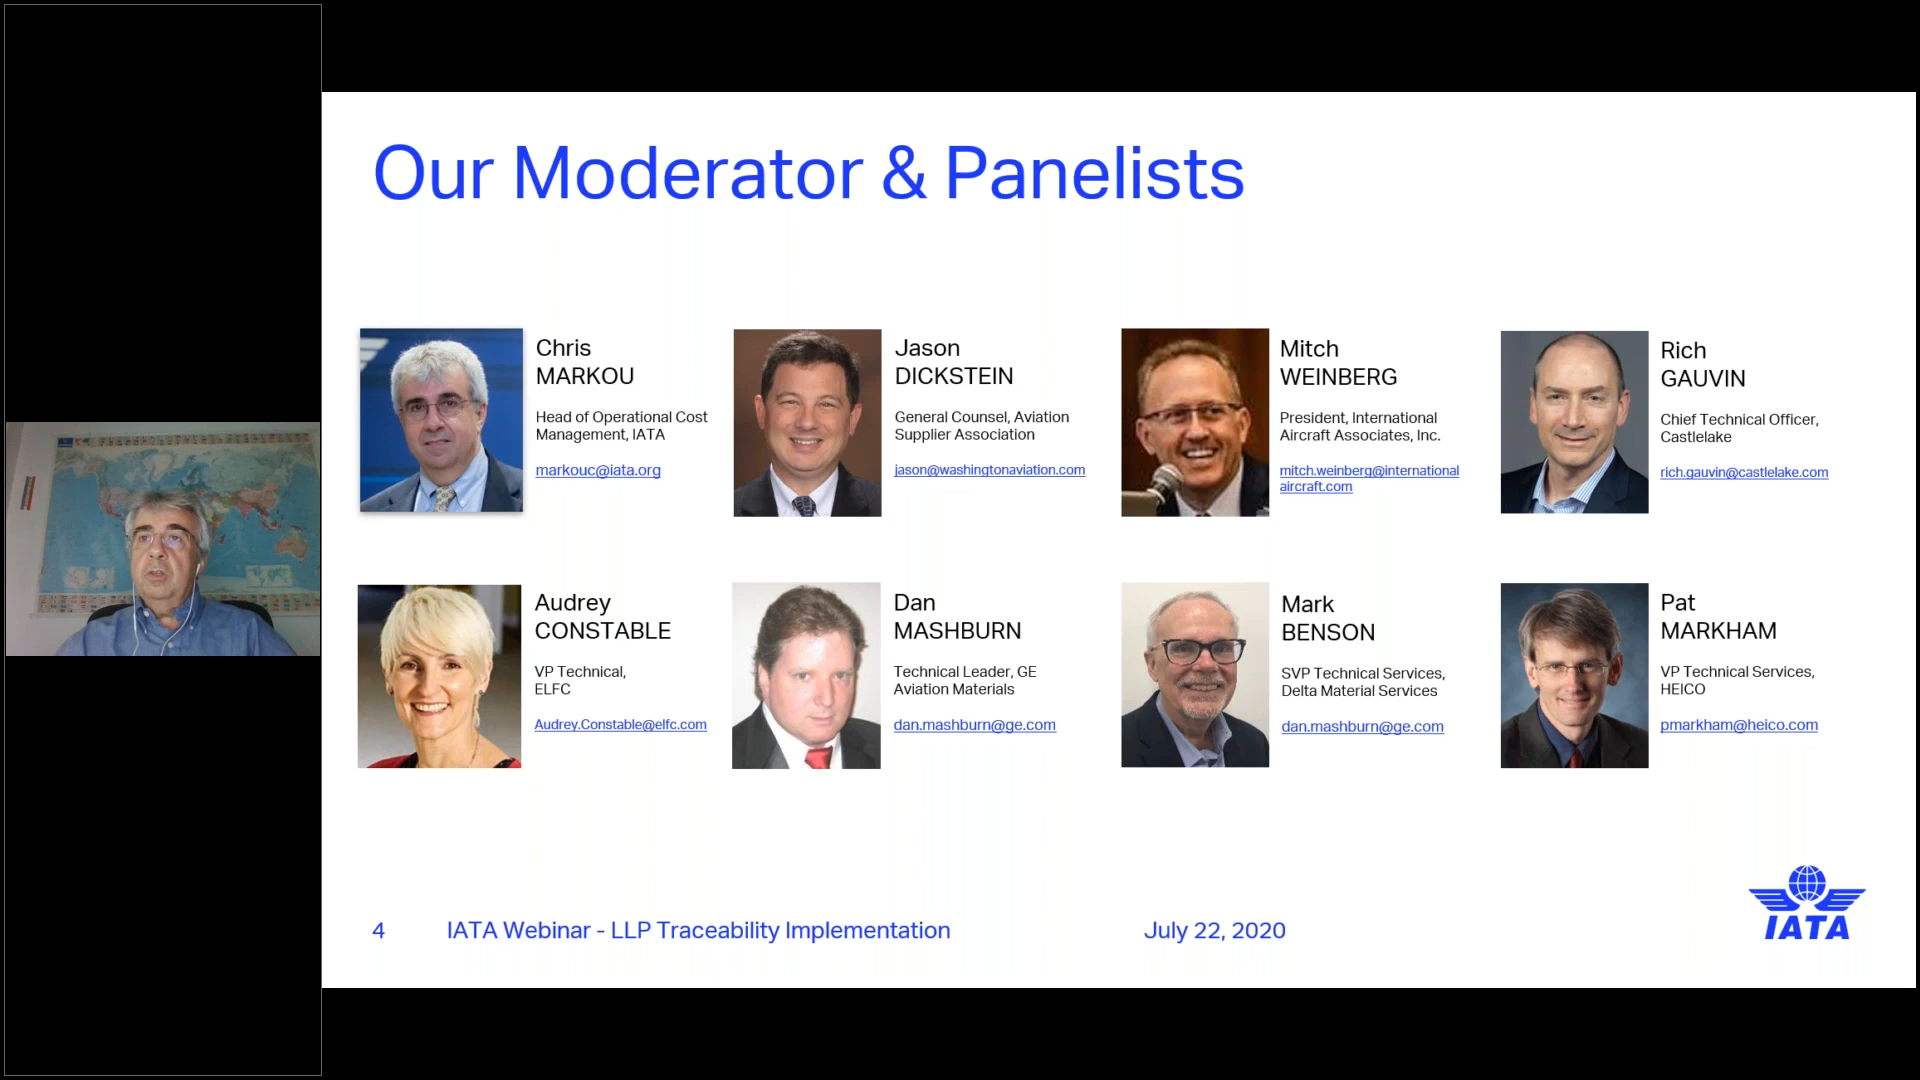 Our Moderator & Panelists
Chris
MARKOU
Head of Operational Cost
Management, IATA
markouc@iata.org
Jason
DICKSTEIN
General Counsel, Aviation
Supplier Association
jason@washingtonaviation.com
Mitch
WEINBERG
President, International
Aircraft Associates, Inc.
mitch.weinberg@international
aircraft.com
Rich
GAUVIN
Chief Technical Officer,
Castlelake
rich.gauvin@castlelake.com
Audrey
CONSTABLE
VP Technical,
ELFC
Audrey.Constable@elfc.com
Dan
MASHBURN
Technical Leader, GE
Aviation Materials
dan.mashburn@ge.com
Mark
BENSON
SVP Technical Services,
Delta Material Services
dan.mashburn@ge.com
Pat
MARKHAM
VP Technical Services,
HEICO
pmarkham@heico.com
4 IATA Webinar - LLP Traceability Implementation July 22, 2020
IATA